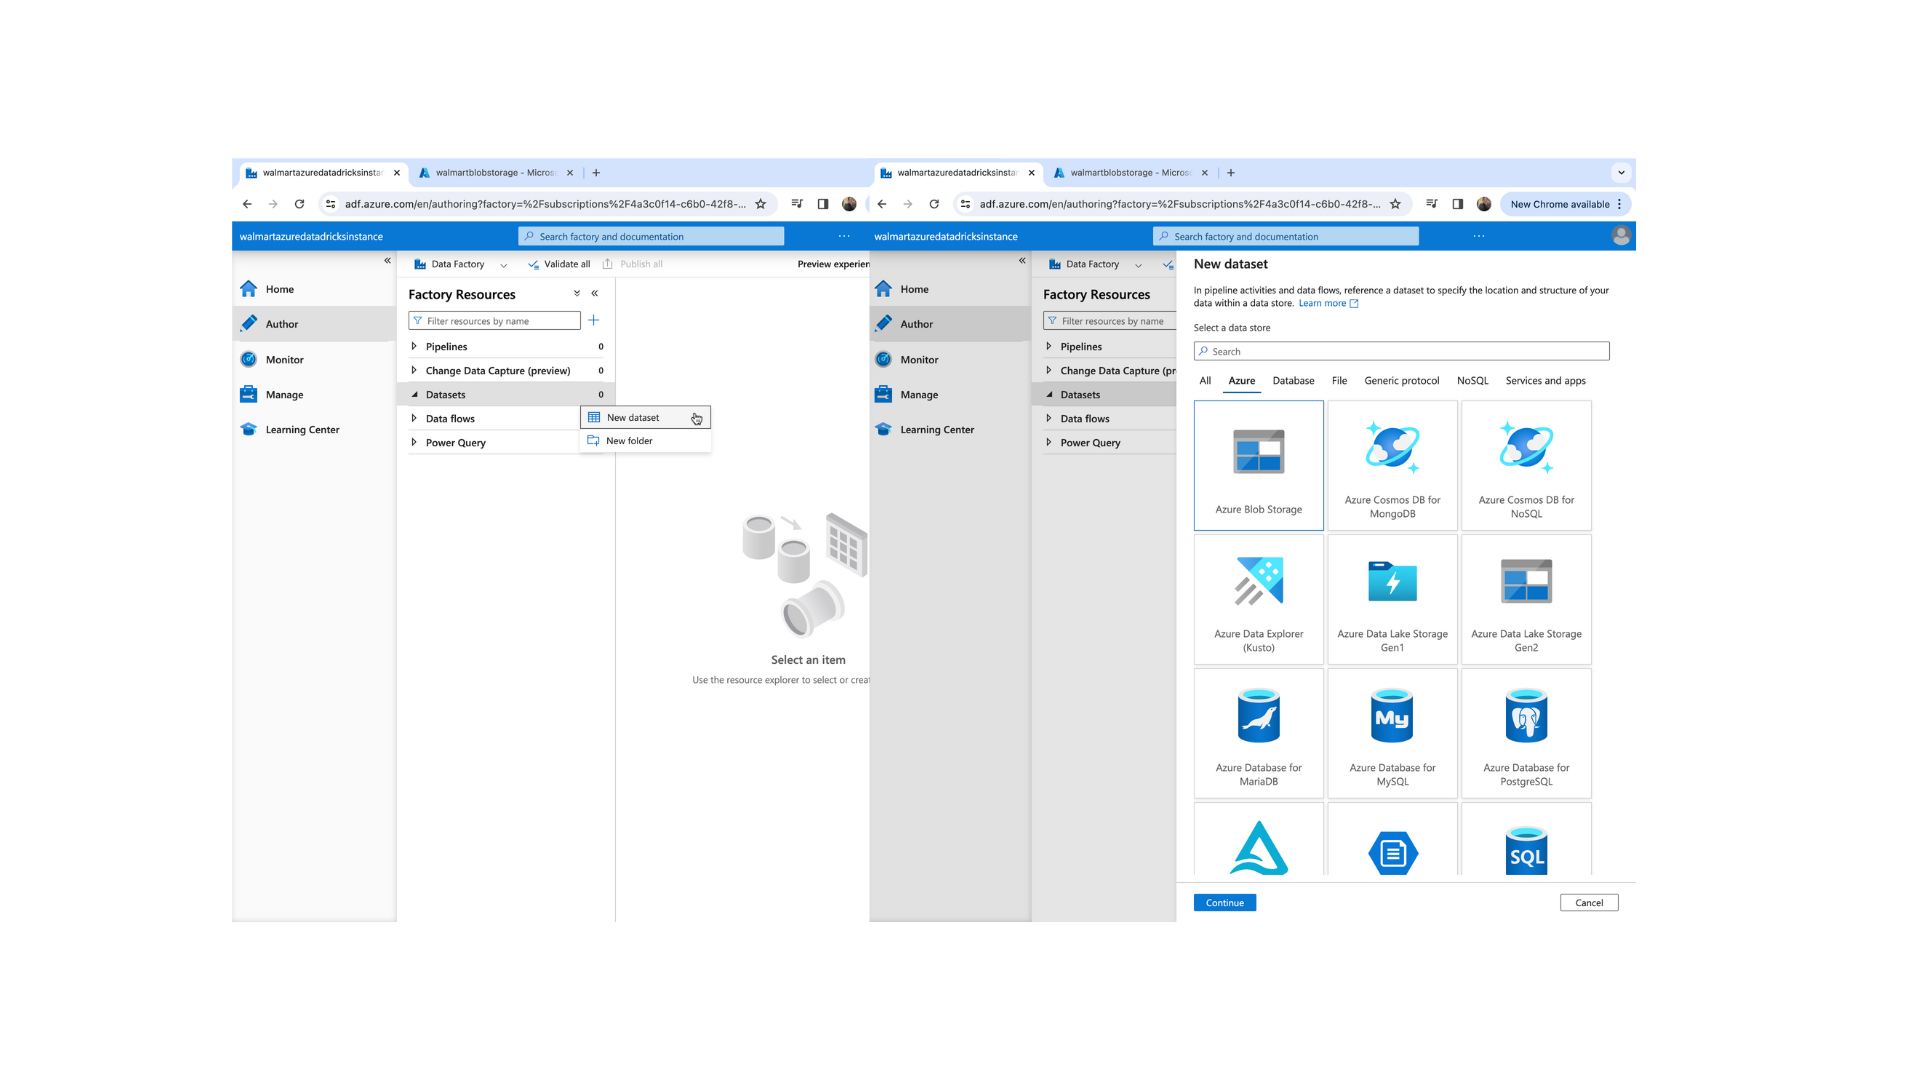 walmartazuredatadricksinstar
walmartblobstorage - Micros
adf.azure.com/en/authoring?factory=%2Fsubscriptions%2F4a3c0f14-c6b0-42f8-...
walmartazuredatadricksinstance
Search factory and documentation
...
Data Factory
Validate all
Publish all
Preview experien
Home
Author
Monitor
Manage
Learning Center
Factory Resources
Filter resources by name
Pipelines 0
Change Data Capture (preview) 0
Datasets 0
Data flows
Power Query
New dataset
New folder
Select an item
Use the resource explorer to select or creat
walmartazuredatadricksinstar
walmartblobstorage - Micros
adf.azure.com/en/authoring?factory=%2Fsubscriptions%2F4a3c0f14-c6b0-42f8-...
New Chrome available
walmartazuredatadricksinstance
Search factory and documentation
...
Home
Author
Monitor
Manage
Learning Center
Data Factory
Factory Resources
Filter resources by name
Pipelines
Change Data Capture (pr
Datasets
Data flows
Power Query
New dataset
In pipeline activities and data flows, reference a dataset to specify the location and structure of your
data within a data store. Learn more
Select a data store
Search
All Azure Database File Generic protocol NoSQL Services and apps
Azure Blob Storage
Azure Cosmos DB for
MongoDB
Azure Cosmos DB for
NoSQL
Azure Data Explorer
(Kusto)
Azure Data Lake Storage
Gen1
Azure Data Lake Storage
Gen2
Azure Database for
MariaDB
My
Azure Database for
MySQL
Azure Database for
PostgreSQL
SQL
Continue
Cancel